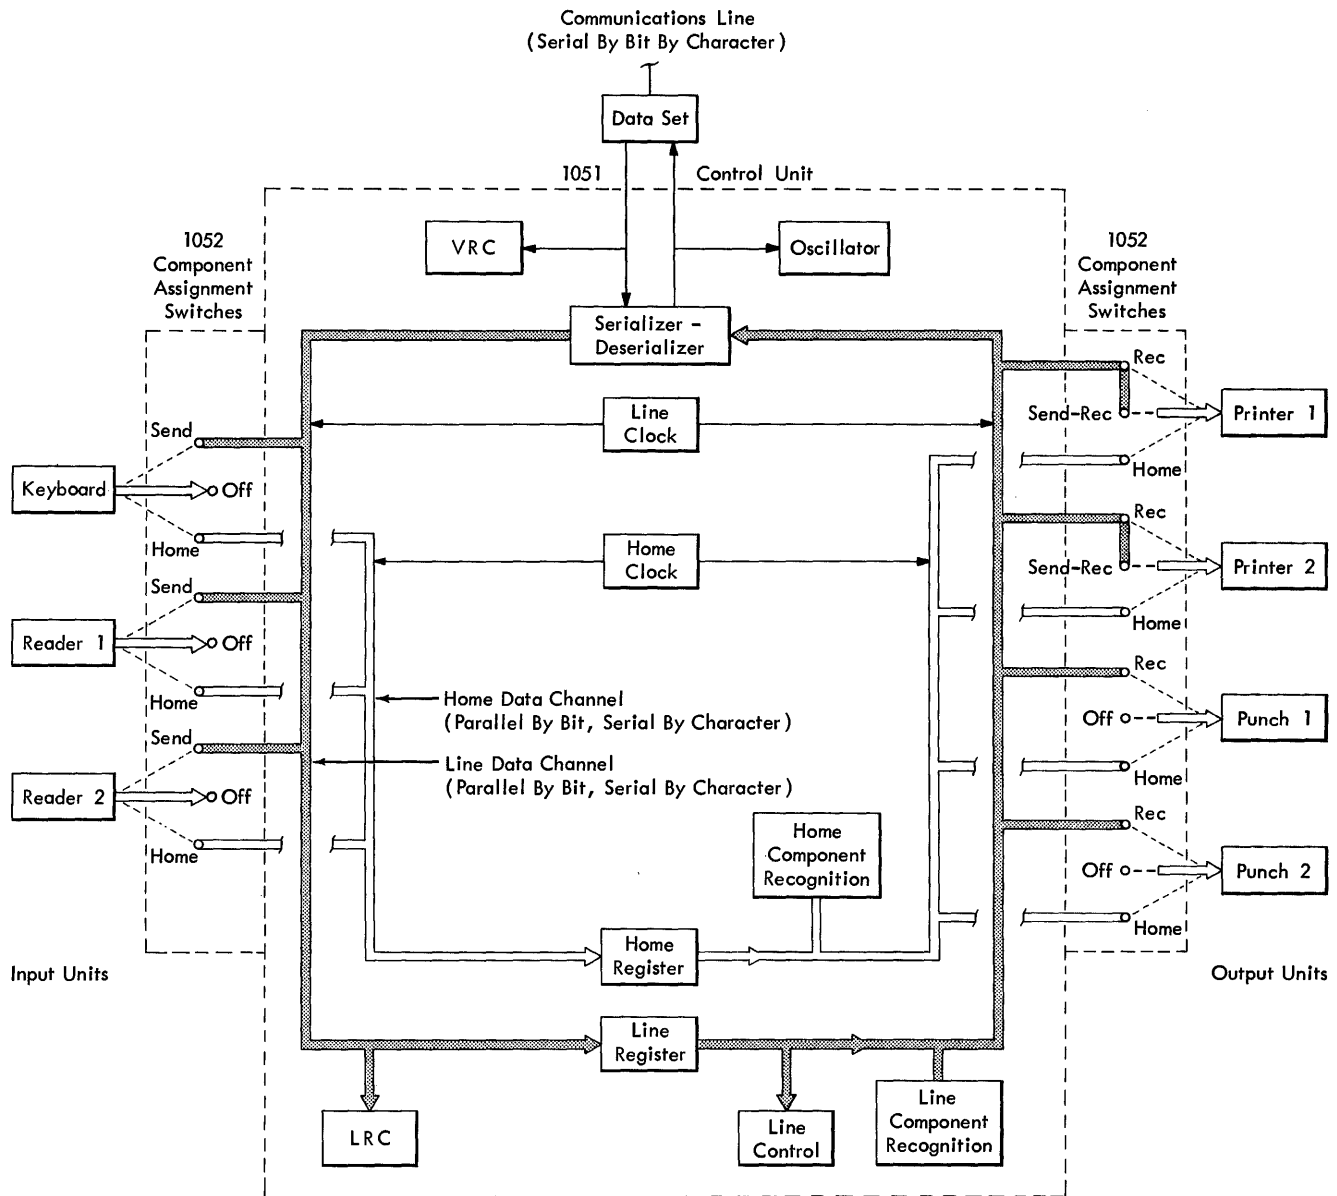 Communications Line
(Serial By Bit By Character)
Data Set
1051 Control Unit
VRC
Oscillator
1052
Component
Assignment
Switches
1052
Component
Assignment
Switches
Serializer -
Deserializer
Line
Clock
Home
Clock
Send
Keyboard
Off
Home
Send
Reader 1
Off
Home
Send
Reader 2
Off
Home
Input Units
Rec
Send-Rec
Printer 1
Home
Rec
Send-Rec
Printer 2
Home
Rec
Off
Punch 1
Home
Rec
Off
Punch 2
Home
Output Units
Home Data Channel
(Parallel By Bit, Serial By Character)
Line Data Channel
(Parallel By Bit, Serial By Character)
Home
Component
Recognition
Home
Register
Line
Register
LRC
Line
Control
Line
Component
Recognition